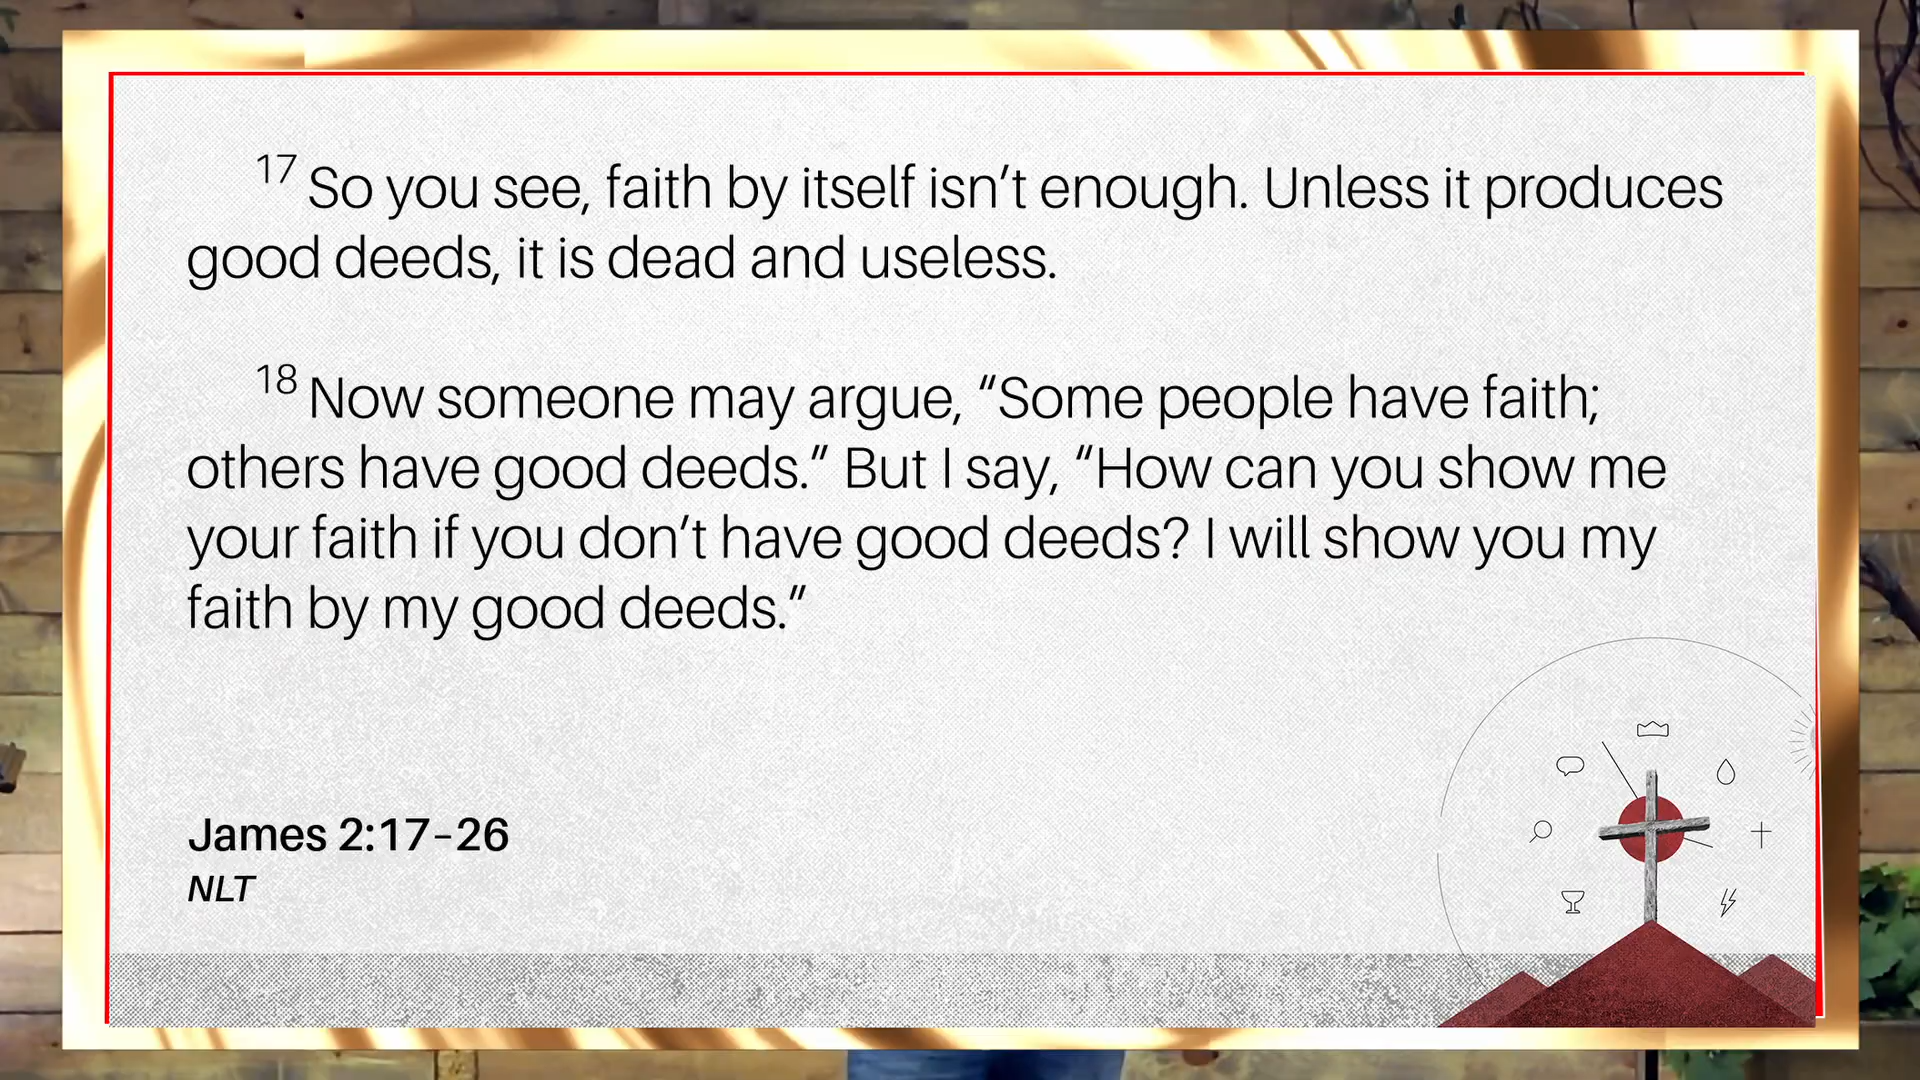 17 So you see, faith by itself isn’t enough. Unless it produces
good deeds, it is dead and useless.
18 Now someone may argue, “Some people have faith;
others have good deeds.” But I say, “How can you show me
your faith if you don’t have good deeds? I will show you my
faith by my good deeds.”
James 2:17–26
NLT